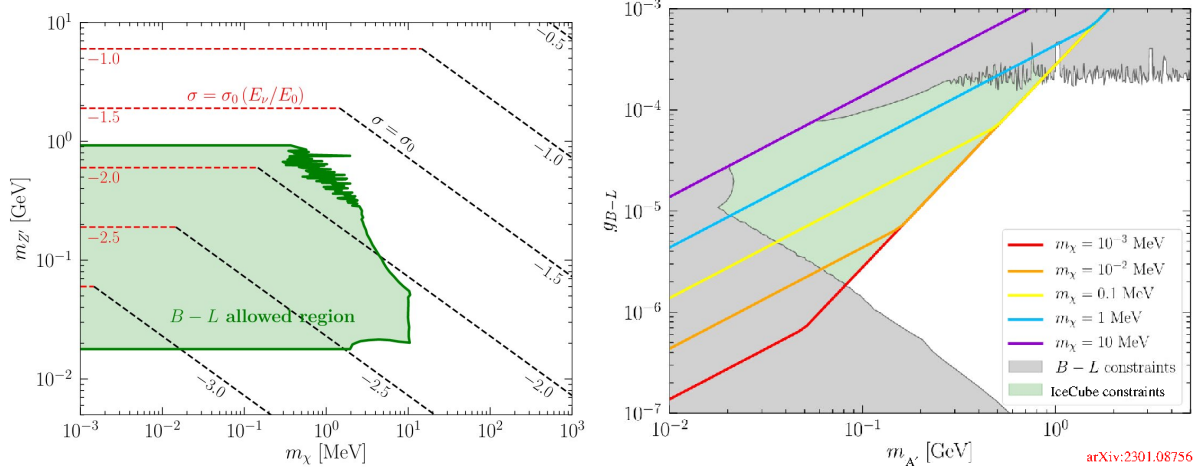 10^1
10^0
10^-1
10^-2
m_{Z'} [GeV]
−0.5
−1.0
σ = σ_0 (E_ν/E_0)
−1.5
σ = σ_0
−1.0
−2.0
−2.5
−1.5
B − L allowed region
−3.0
−2.5
−2.0
10^-3 10^-2 10^-1 10^0 10^1 10^2 10^3
m_χ [MeV]
10^-3
10^-4
10^-5
10^-6
10^-7
g_{B−L}
m_χ = 10^-3 MeV
m_χ = 10^-2 MeV
m_χ = 0.1 MeV
m_χ = 1 MeV
m_χ = 10 MeV
B − L constraints
IceCube constraints
10^-2 10^-1 10^0
m_{A'} [GeV]
arXiv:2301.08756